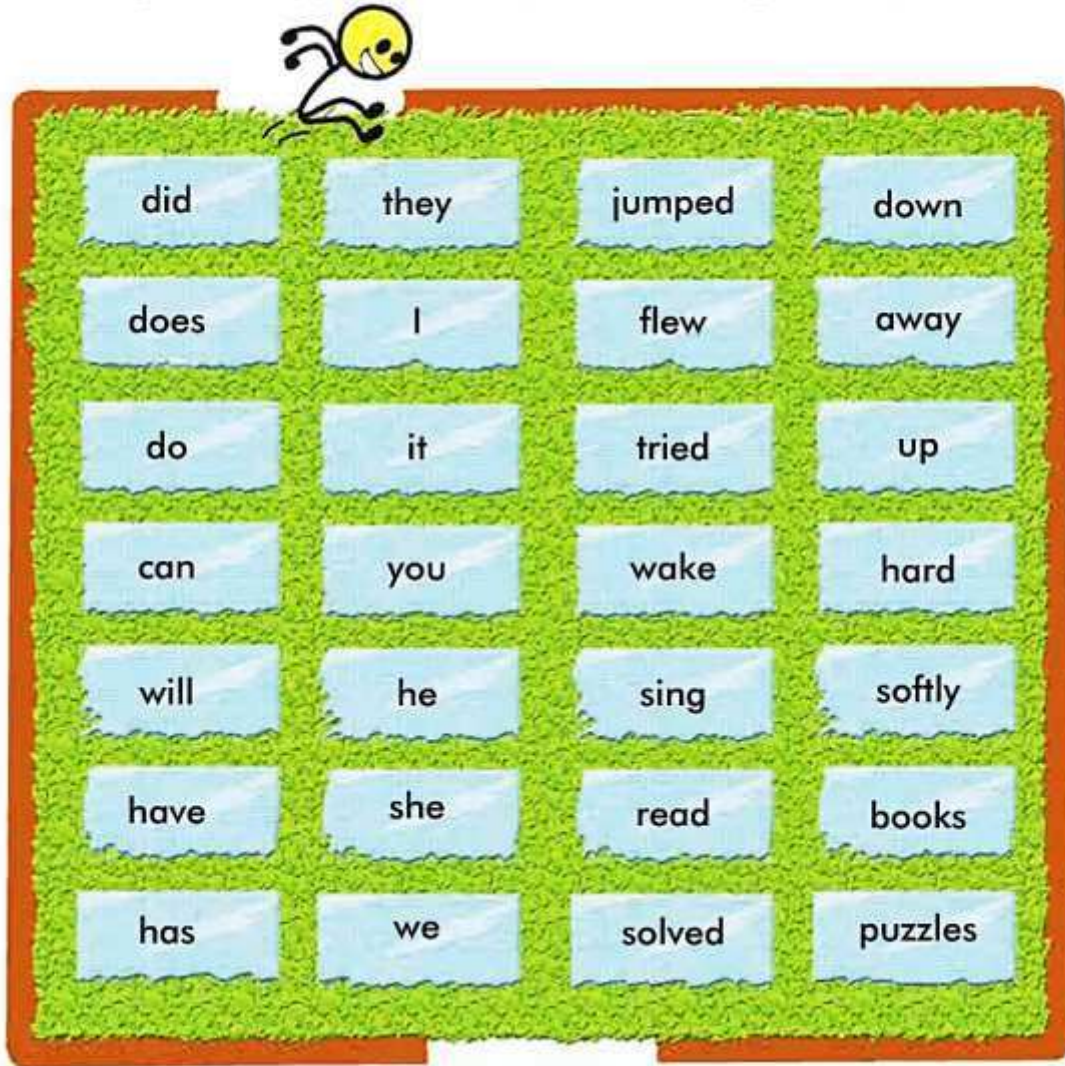 did they jumped down
does I flew away
do it tried up
can you wake hard
will he sing softly
have she read books
has we solved puzzles